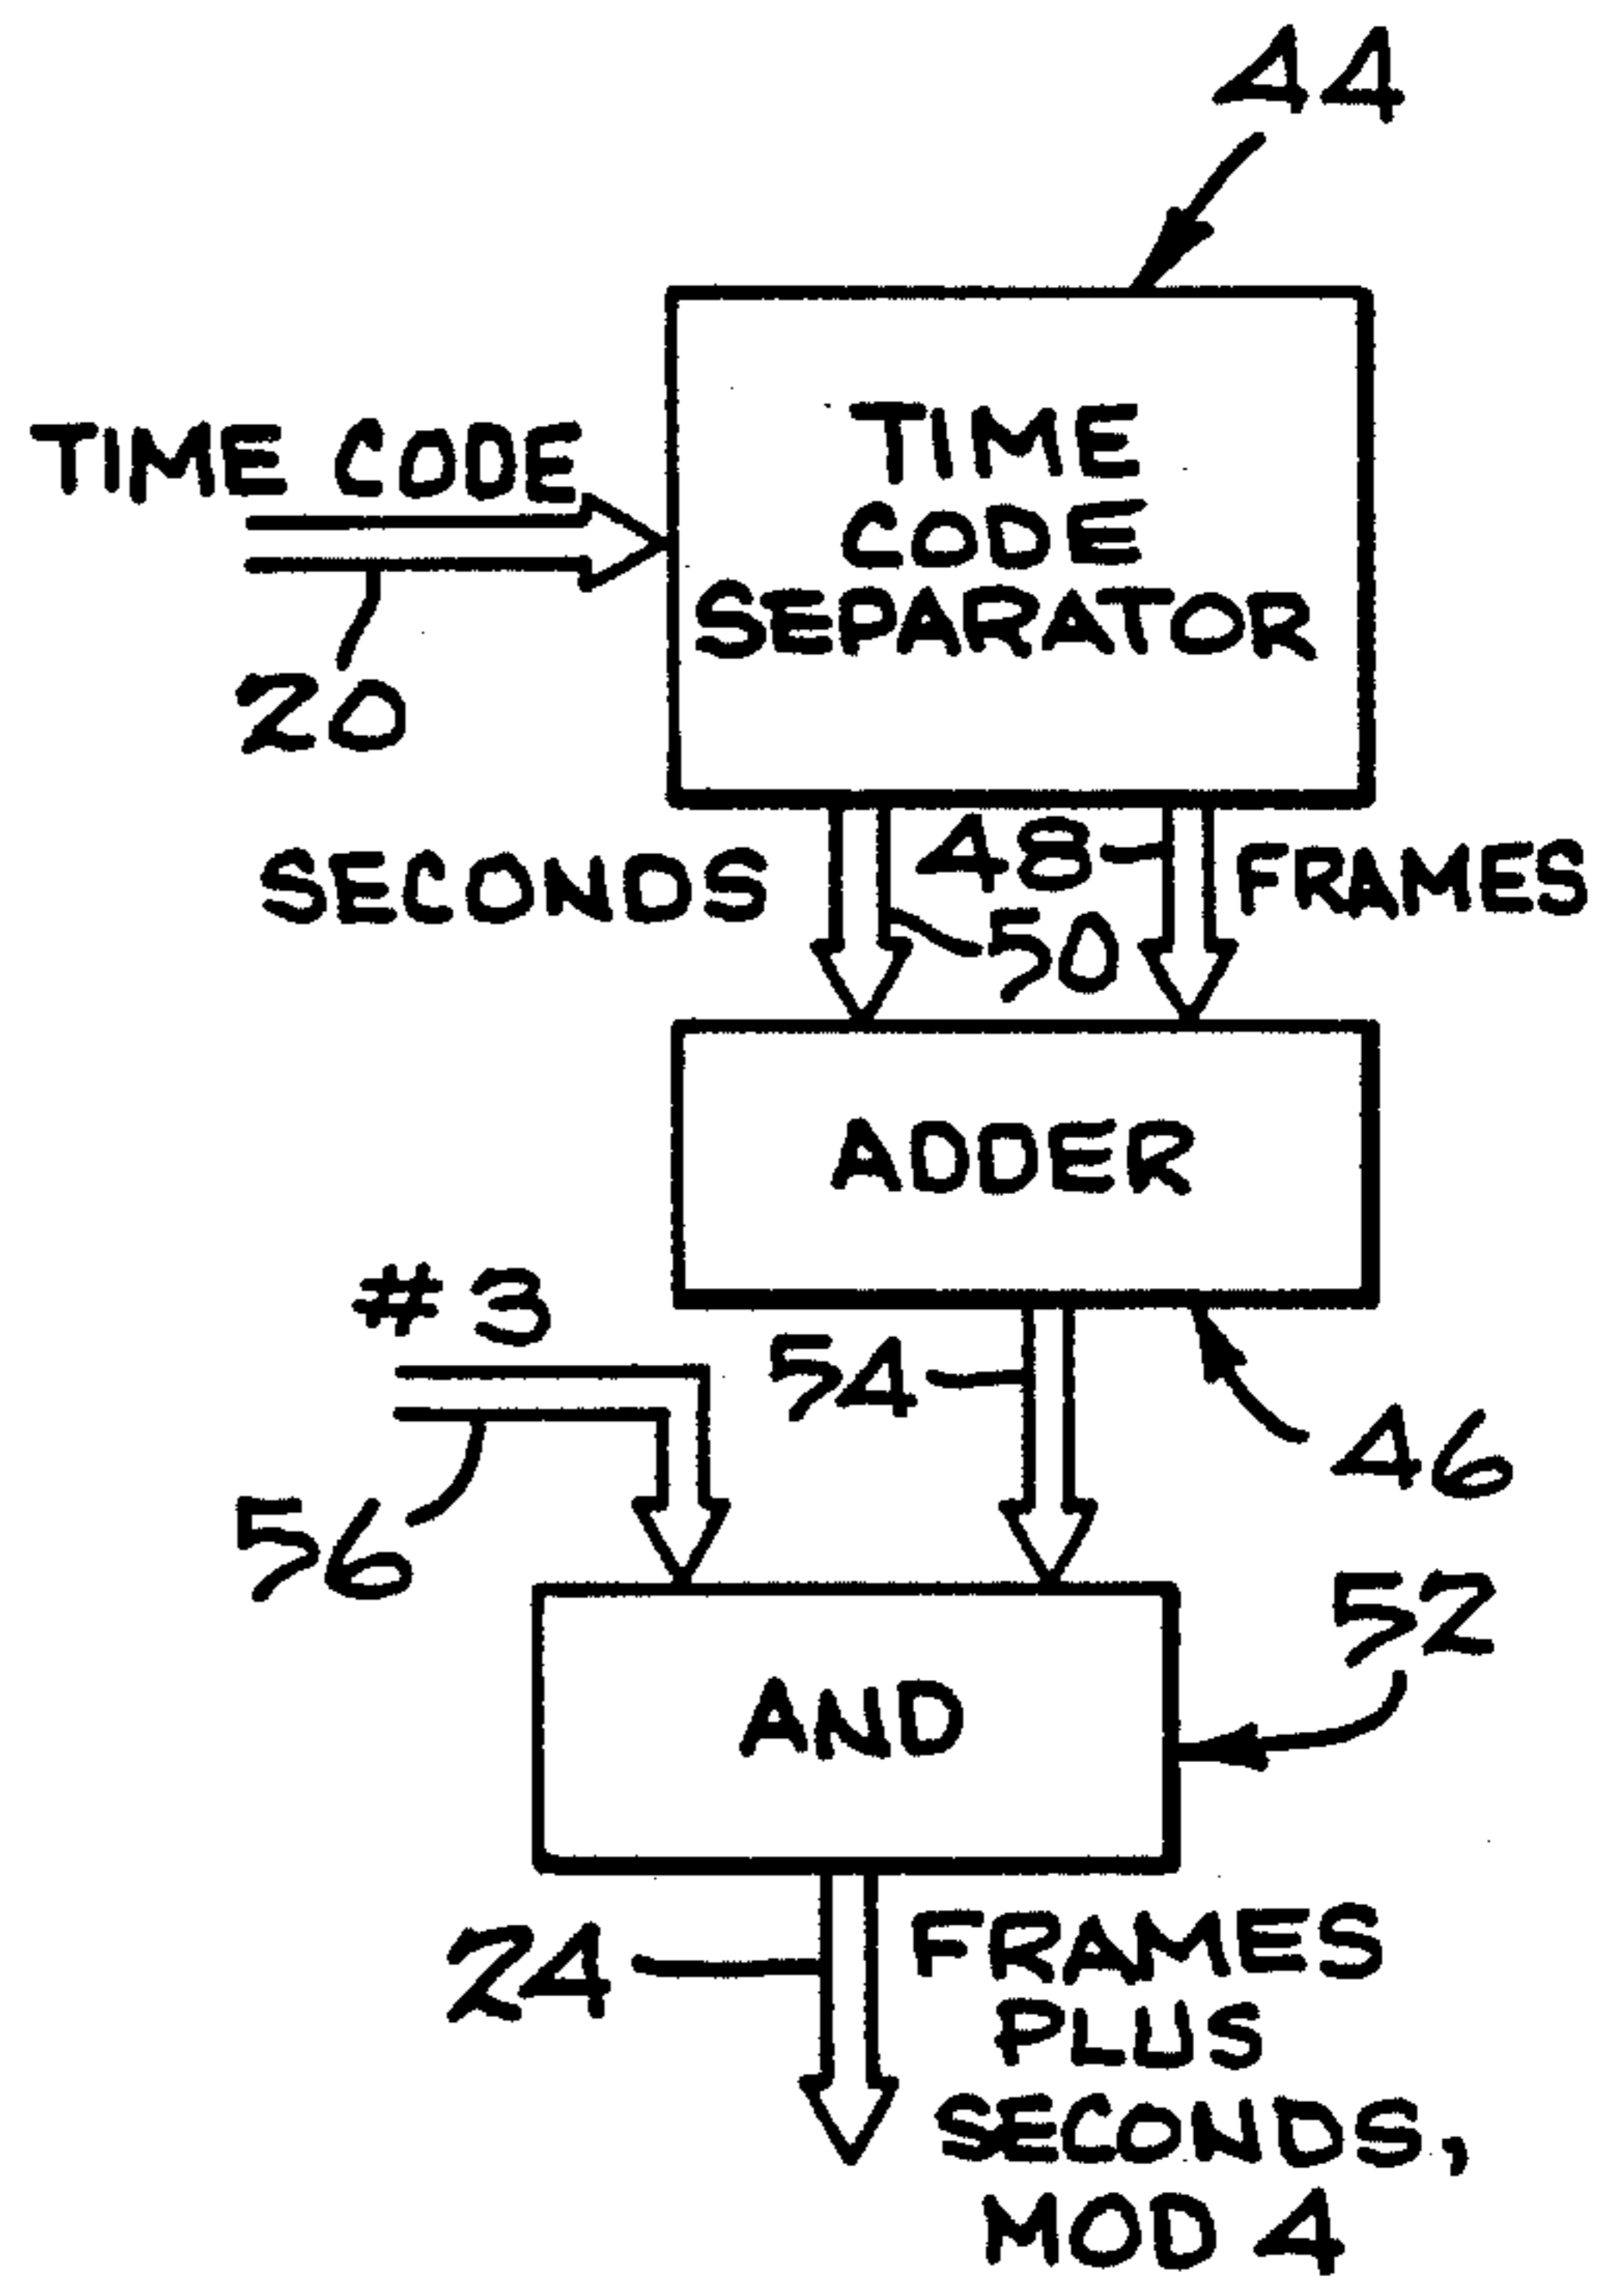 44
TIME CODE
TIME
CODE
SEPARATOR
20
SECONDS
48
FRAMES
50
ADDER
#3
54
46
56
52
AND
24
FRAMES
PLUS
SECONDS,
MOD 4